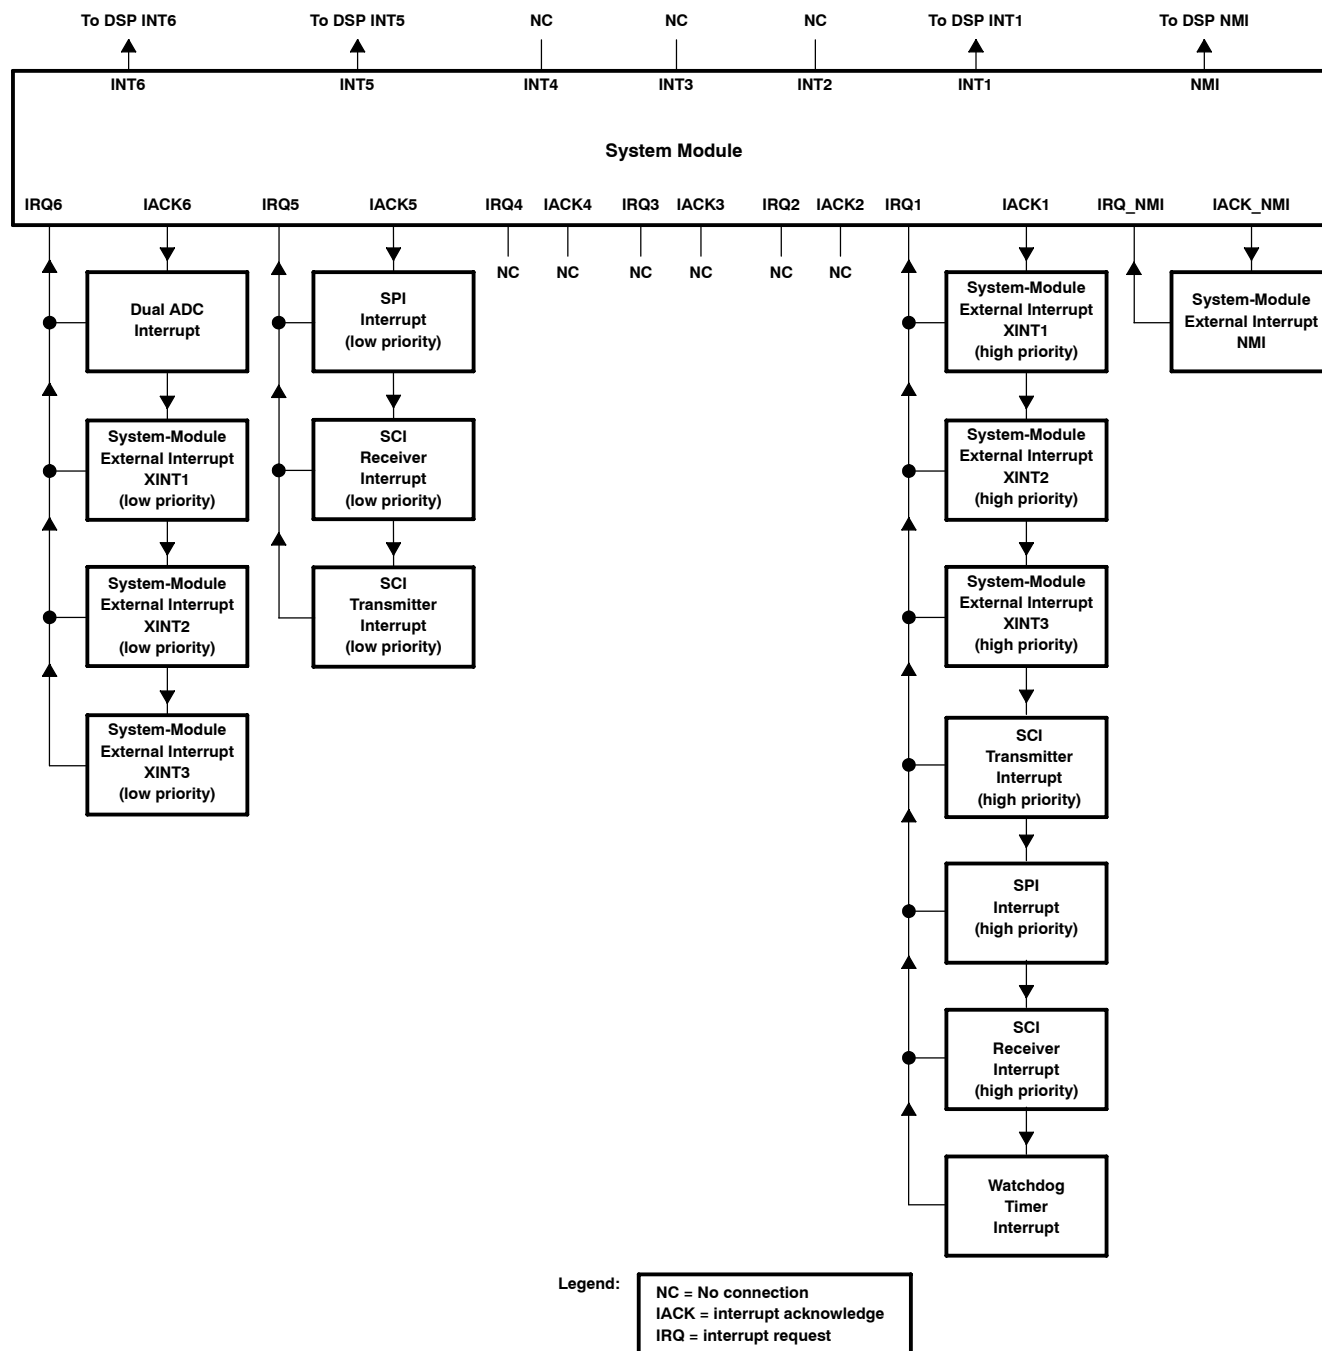 To DSP INT6
To DSP INT5
NC
NC
NC
To DSP INT1
To DSP NMI
INT6
INT5
INT4
INT3
INT2
INT1
NMI
System Module
IRQ6
IACK6
IRQ5
IACK5
IRQ4
IACK4
IRQ3
IACK3
IRQ2
IACK2
IRQ1
IACK1
IRQ_NMI
IACK_NMI
NC
NC
NC
NC
NC
NC
Dual ADC
Interrupt
System-Module
External Interrupt
XINT1
(low priority)
System-Module
External Interrupt
XINT2
(low priority)
System-Module
External Interrupt
XINT3
(low priority)
SPI
Interrupt
(low priority)
SCI
Receiver
Interrupt
(low priority)
SCI
Transmitter
Interrupt
(low priority)
System-Module
External Interrupt
XINT1
(high priority)
System-Module
External Interrupt
XINT2
(high priority)
System-Module
External Interrupt
XINT3
(high priority)
SCI
Transmitter
Interrupt
(high priority)
SPI
Interrupt
(high priority)
SCI
Receiver
Interrupt
(high priority)
Watchdog
Timer
Interrupt
System-Module
External Interrupt
NMI
Legend:
NC = No connection
IACK = interrupt acknowledge
IRQ = interrupt request